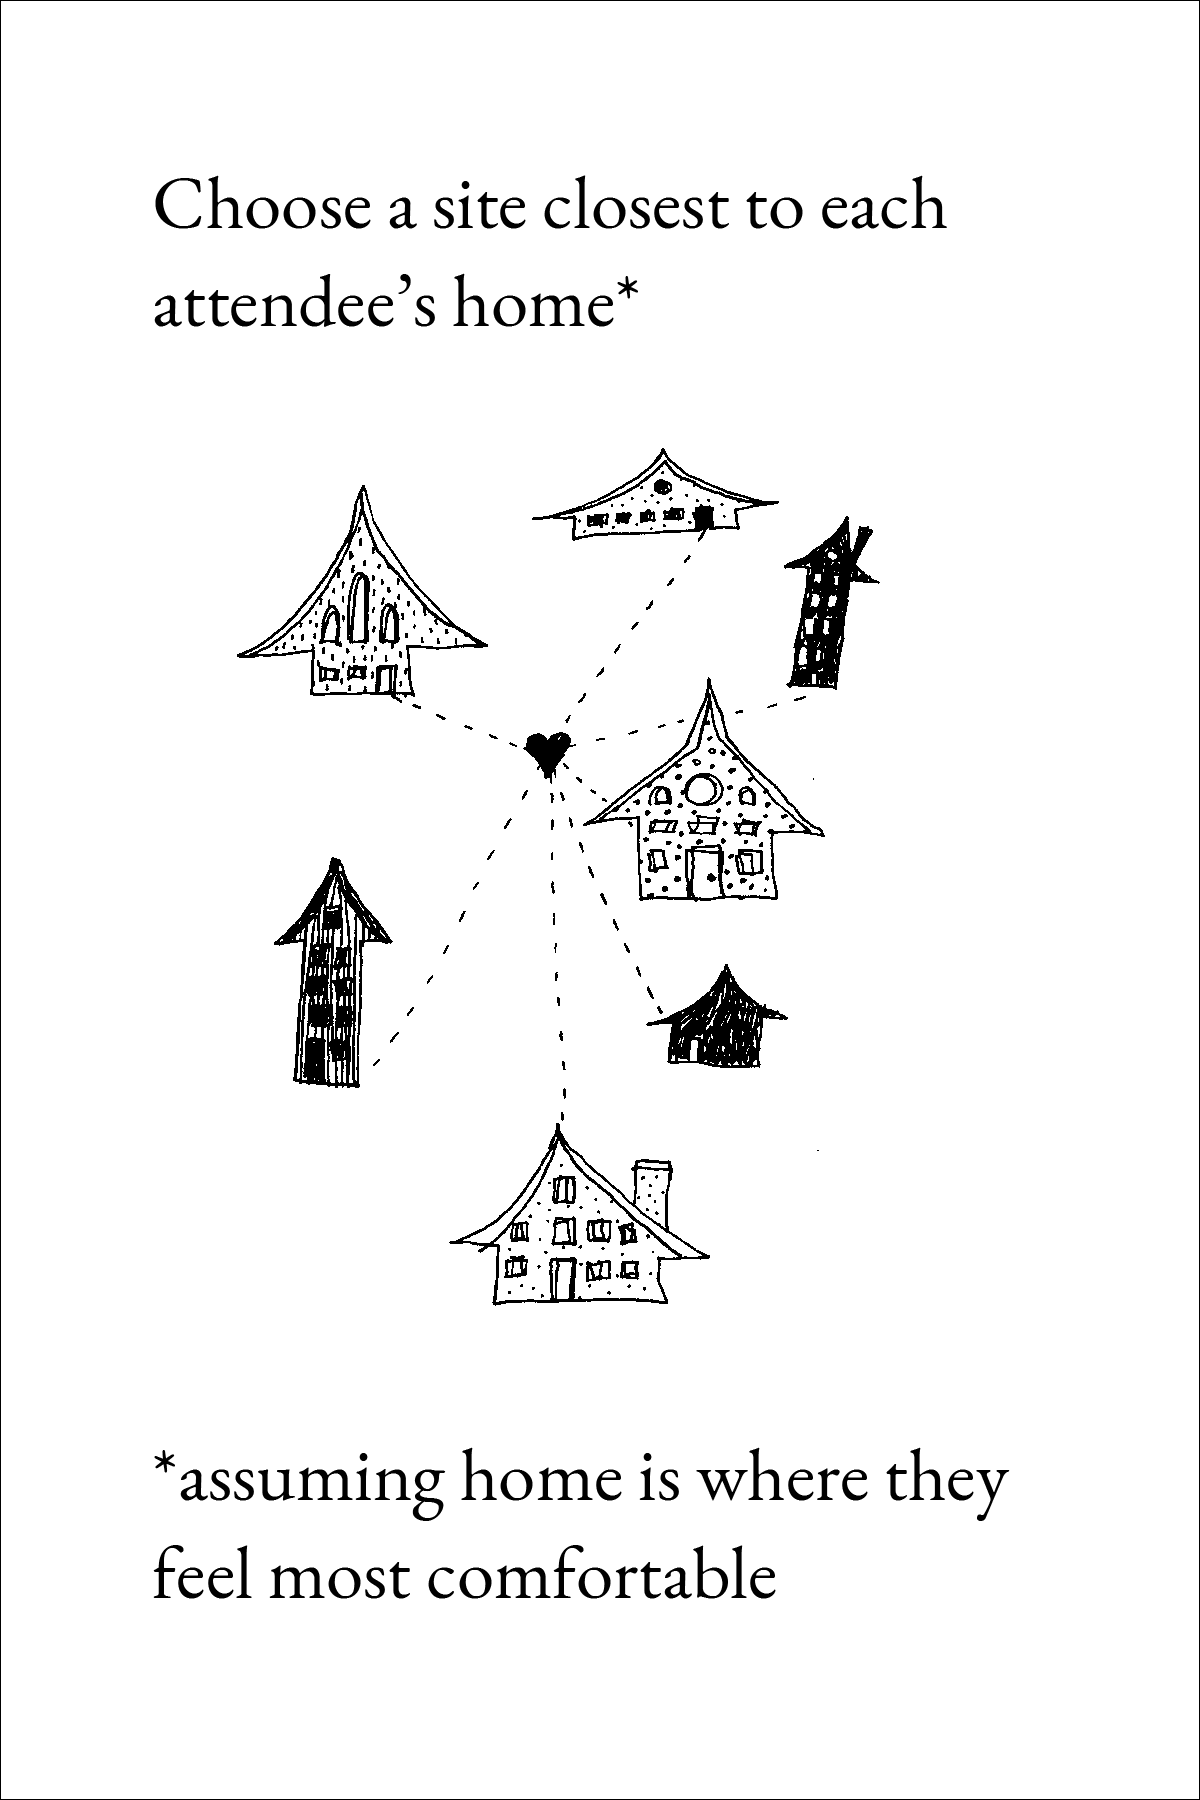 Choose a site closest to each
attendee’s home*
*assuming home is where they
feel most comfortable